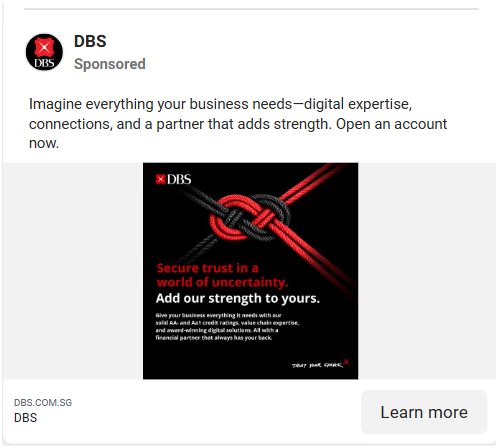 DBS
DBS
Sponsored
Imagine everything your business needs—digital expertise,
connections, and a partner that adds strength. Open an account
now.
DBS
Secure trust in a
world of uncertainty.
Add our strength to yours.
Give your business everything it needs with our
solid AA- and Aa1 credit ratings, value chain expertise,
and award-winning digital solutions. All with a
financial partner that always has your back.
TRUST YOUR SPARK
DBS.COM.SG
DBS
Learn more